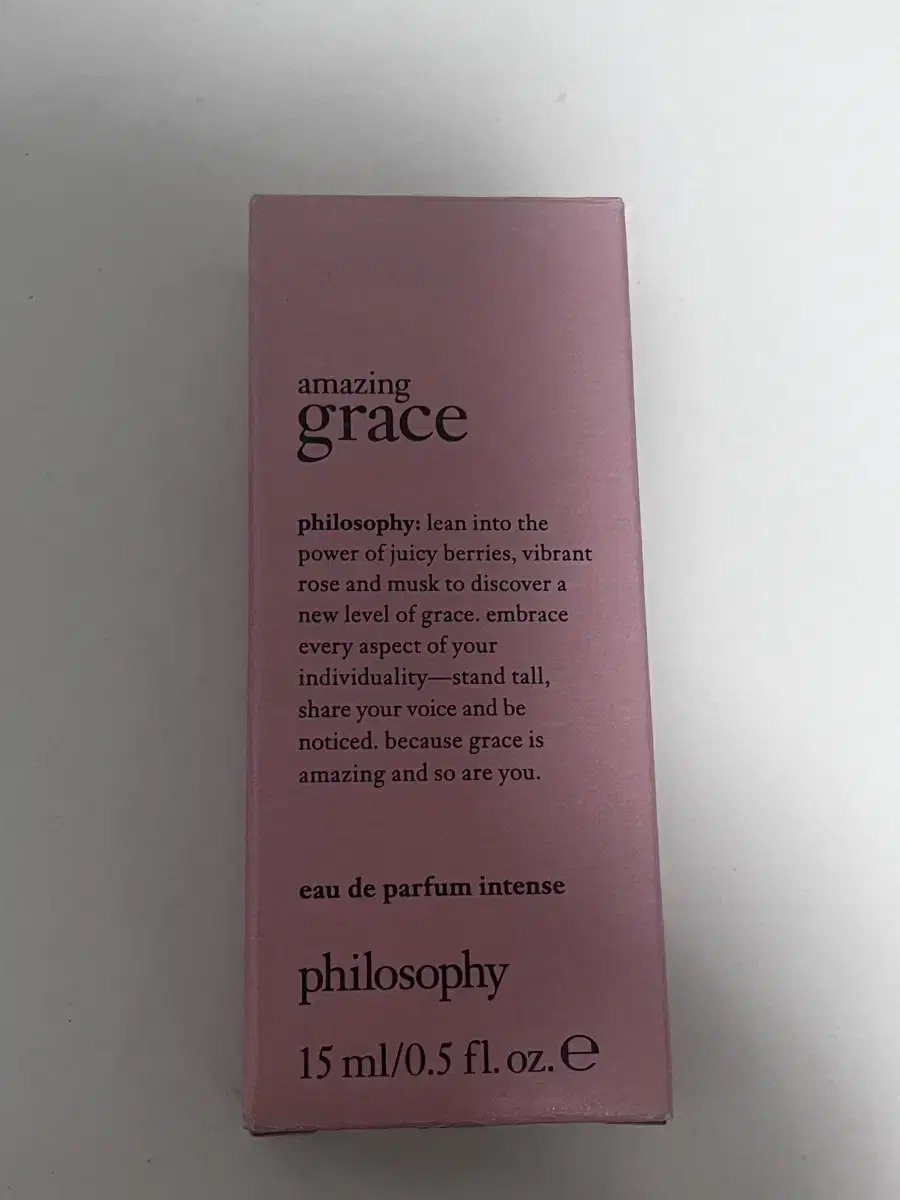 amazing
grace
philosophy: lean into the
power of juicy berries, vibrant
rose and musk to discover a
new level of grace. embrace
every aspect of your
individuality—stand tall,
share your voice and be
noticed. because grace is
amazing and so are you.
eau de parfum intense
philosophy
15 ml/0.5 fl. oz. ℮